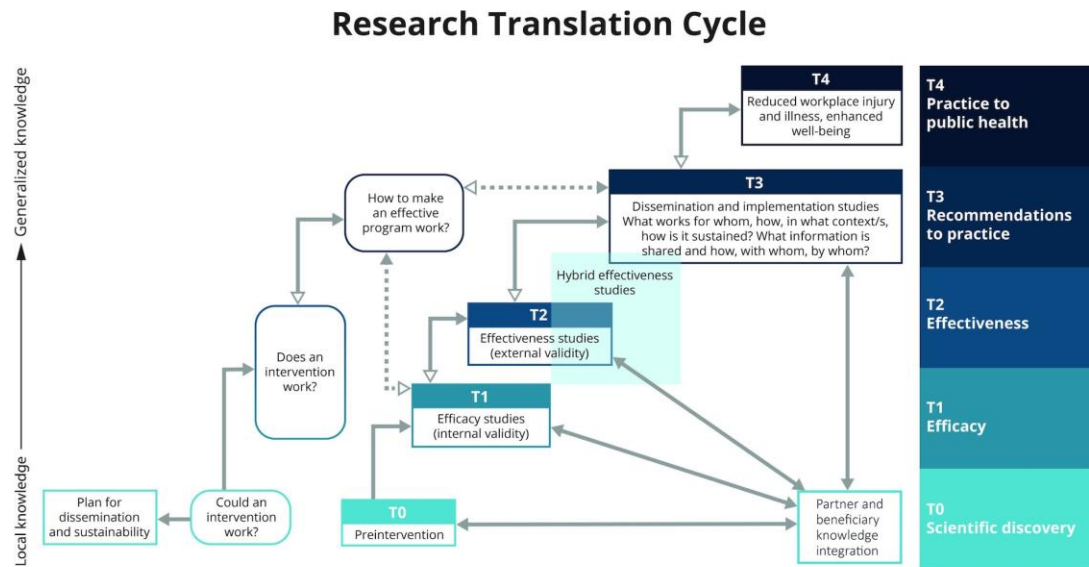 Research Translation Cycle
Generalized knowledge
Local knowledge
T4
Reduced workplace injury
and illness, enhanced
well-being
T4
Practice to
public health
How to make
an effective
program work?
T3
Dissemination and implementation studies
What works for whom, how, in what context/s,
how is it sustained? What information is
shared and how, with whom, by whom?
T3
Recommendations
to practice
Hybrid effectiveness
studies
Does an
intervention
work?
T2
Effectiveness studies
(external validity)
T2
Effectiveness
T1
Efficacy studies
(internal validity)
T1
Efficacy
Plan for
dissemination
and sustainability
Could an
intervention
work?
T0
Preintervention
Partner and
beneficiary
knowledge
integration
T0
Scientific discovery